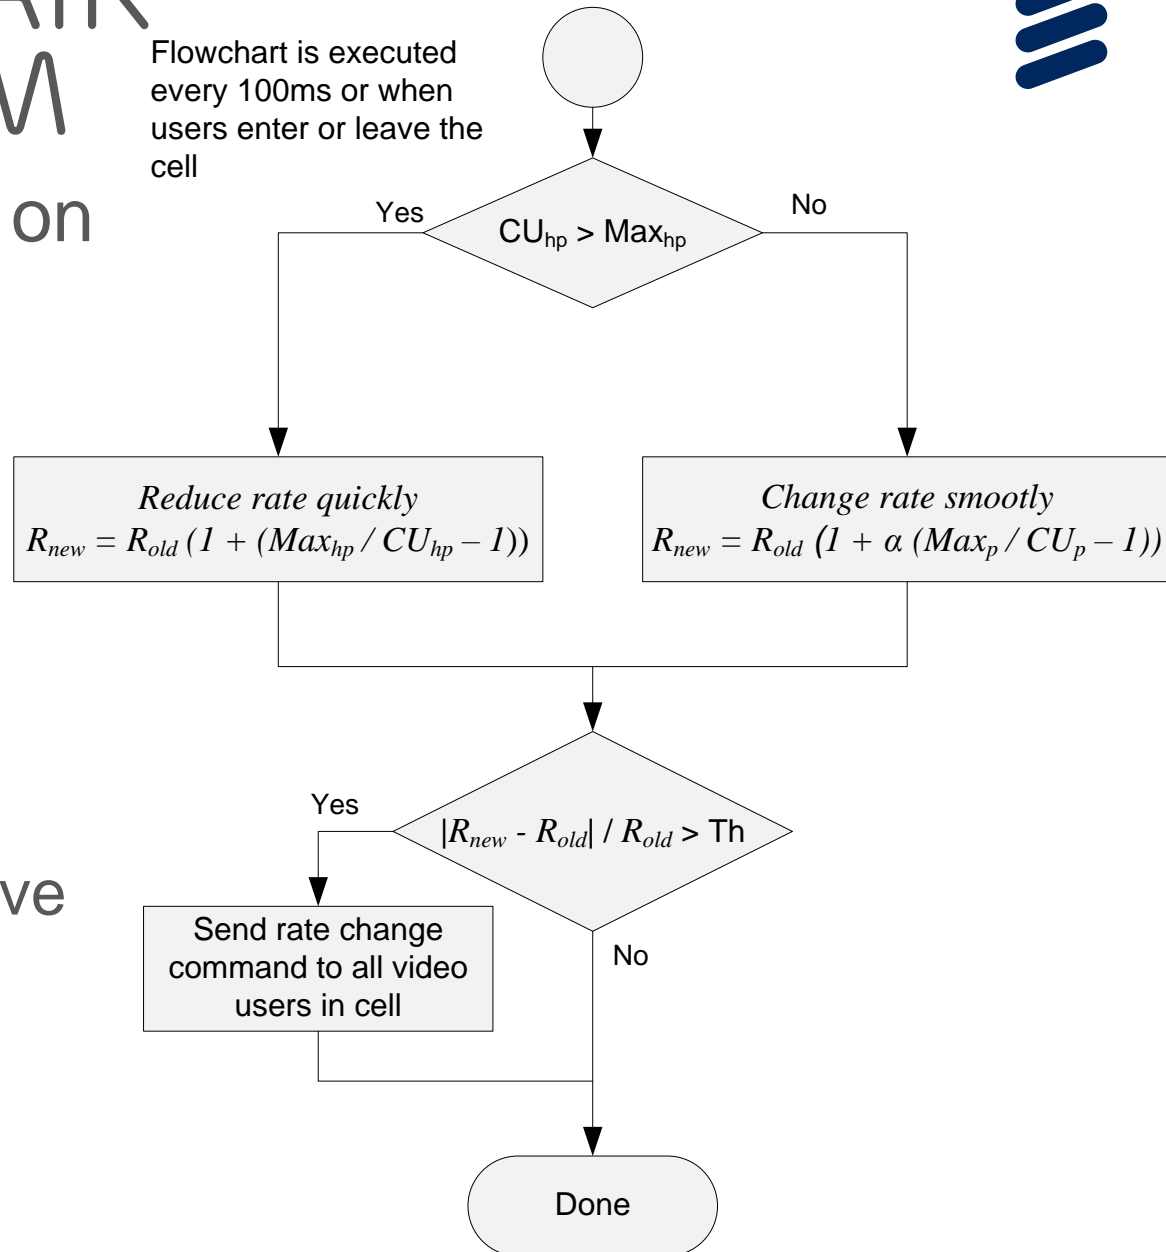 on
Flowchart is executed
every 100ms or when
users enter or leave the
cell
Yes
CUhp > Maxhp
No
Reduce rate quickly
Rnew = Rold (1 + (Maxhp / CUhp – 1))
Change rate smootly
Rnew = Rold (1 + α (Maxp / CUp – 1))
Yes
|Rnew - Rold| / Rold > Th
ve
Send rate change
command to all video
users in cell
No
Done